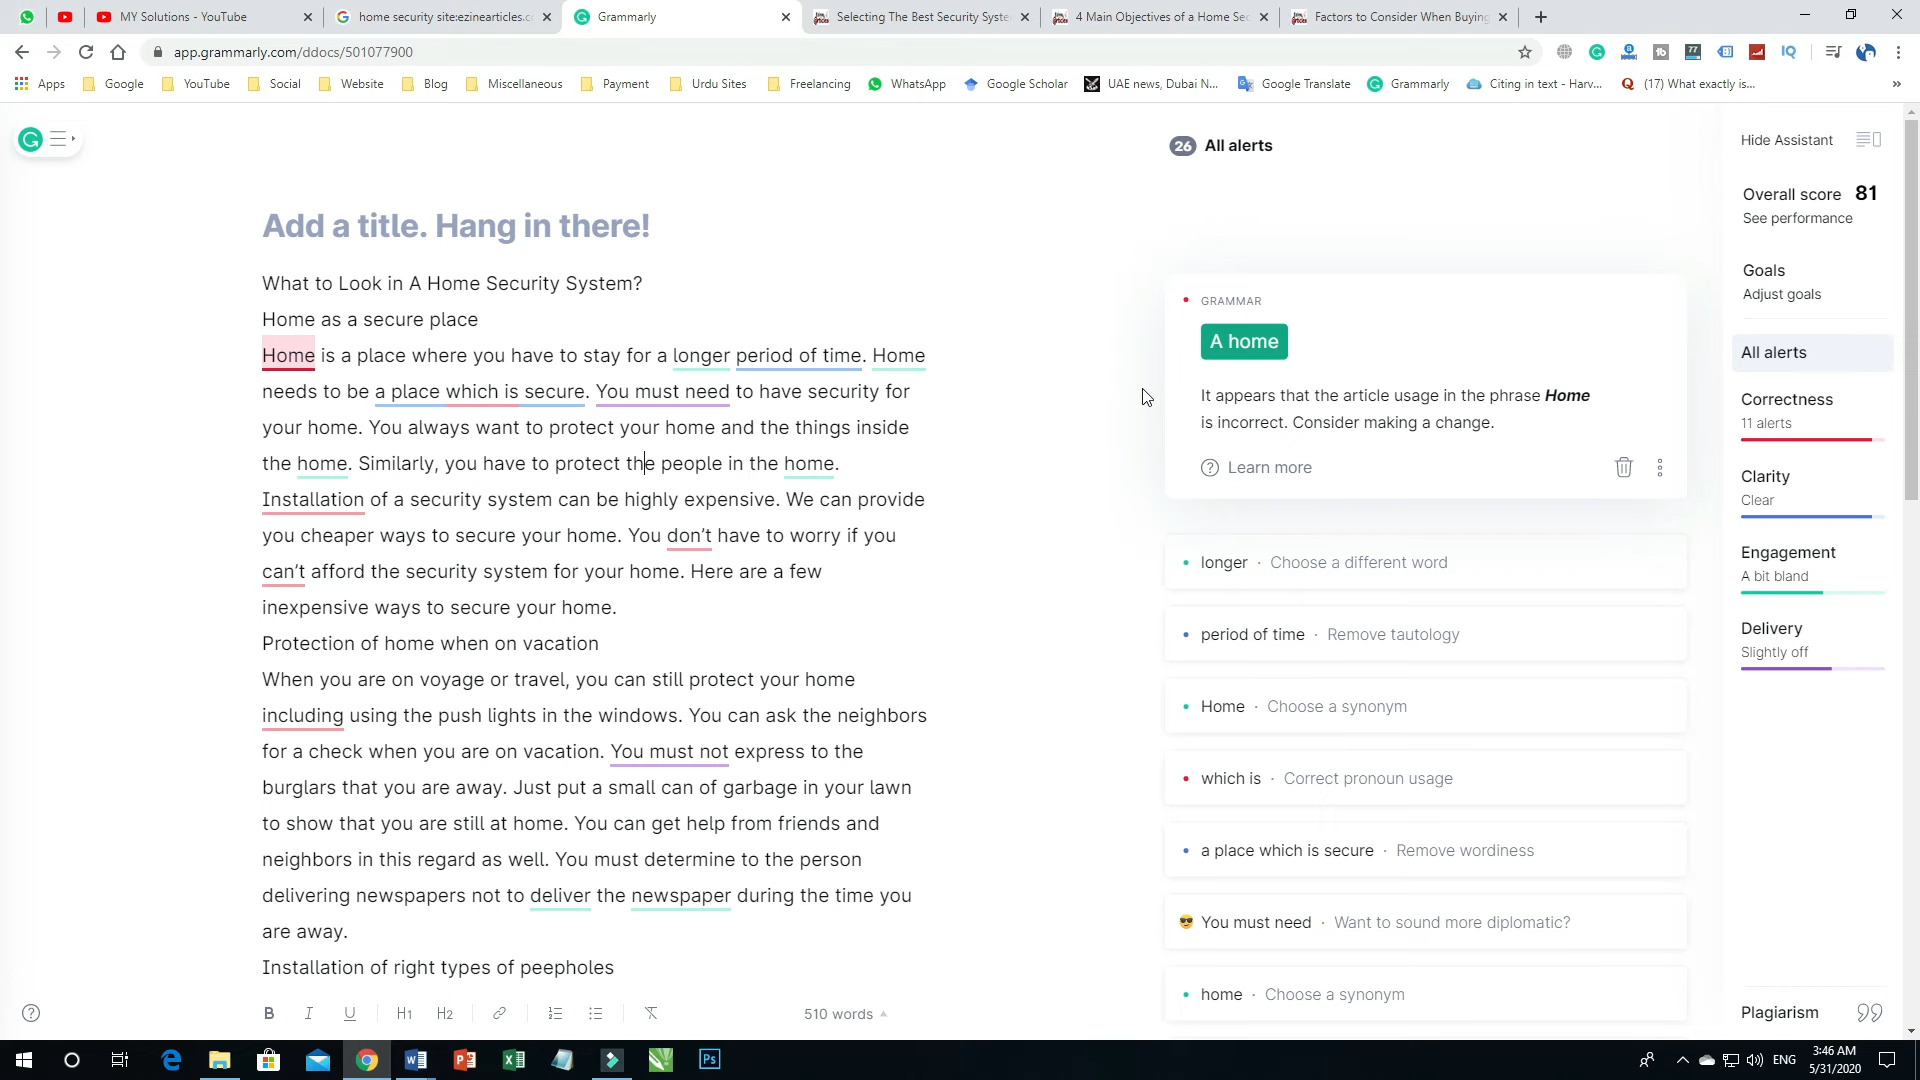 MY Solutions - YouTube
home security site:ezinearticles.c
Grammarly
Selecting The Best Security Syste
4 Main Objectives of a Home Sec
Factors to Consider When Buying
app.grammarly.com/ddocs/501077900
Apps
Google
YouTube
Social
Website
Blog
Miscellaneous
Payment
Urdu Sites
Freelancing
WhatsApp
Google Scholar
UAE news, Dubai N...
Google Translate
Grammarly
Citing in text - Harv...
(17) What exactly is...
26 All alerts
Hide Assistant
Add a title. Hang in there!
What to Look in A Home Security System?
Home as a secure place
Home is a place where you have to stay for a longer period of time. Home
needs to be a place which is secure. You must need to have security for
your home. You always want to protect your home and the things inside
the home. Similarly, you have to protect the people in the home.
Installation of a security system can be highly expensive. We can provide
you cheaper ways to secure your home. You don’t have to worry if you
can’t afford the security system for your home. Here are a few
inexpensive ways to secure your home.
Protection of home when on vacation
When you are on voyage or travel, you can still protect your home
including using the push lights in the windows. You can ask the neighbors
for a check when you are on vacation. You must not express to the
burglars that you are away. Just put a small can of garbage in your lawn
to show that you are still at home. You can get help from friends and
neighbors in this regard as well. You must determine to the person
delivering newspapers not to deliver the newspaper during the time you
are away.
Installation of right types of peepholes
B I U H1 H2
510 words
GRAMMAR
A home
It appears that the article usage in the phrase Home
is incorrect. Consider making a change.
Learn more
longer · Choose a different word
period of time · Remove tautology
Home · Choose a synonym
which is · Correct pronoun usage
a place which is secure · Remove wordiness
You must need · Want to sound more diplomatic?
home · Choose a synonym
Overall score 81
See performance
Goals
Adjust goals
All alerts
Correctness
11 alerts
Clarity
Clear
Engagement
A bit bland
Delivery
Slightly off
Plagiarism
ENG
3:46 AM
5/31/2020